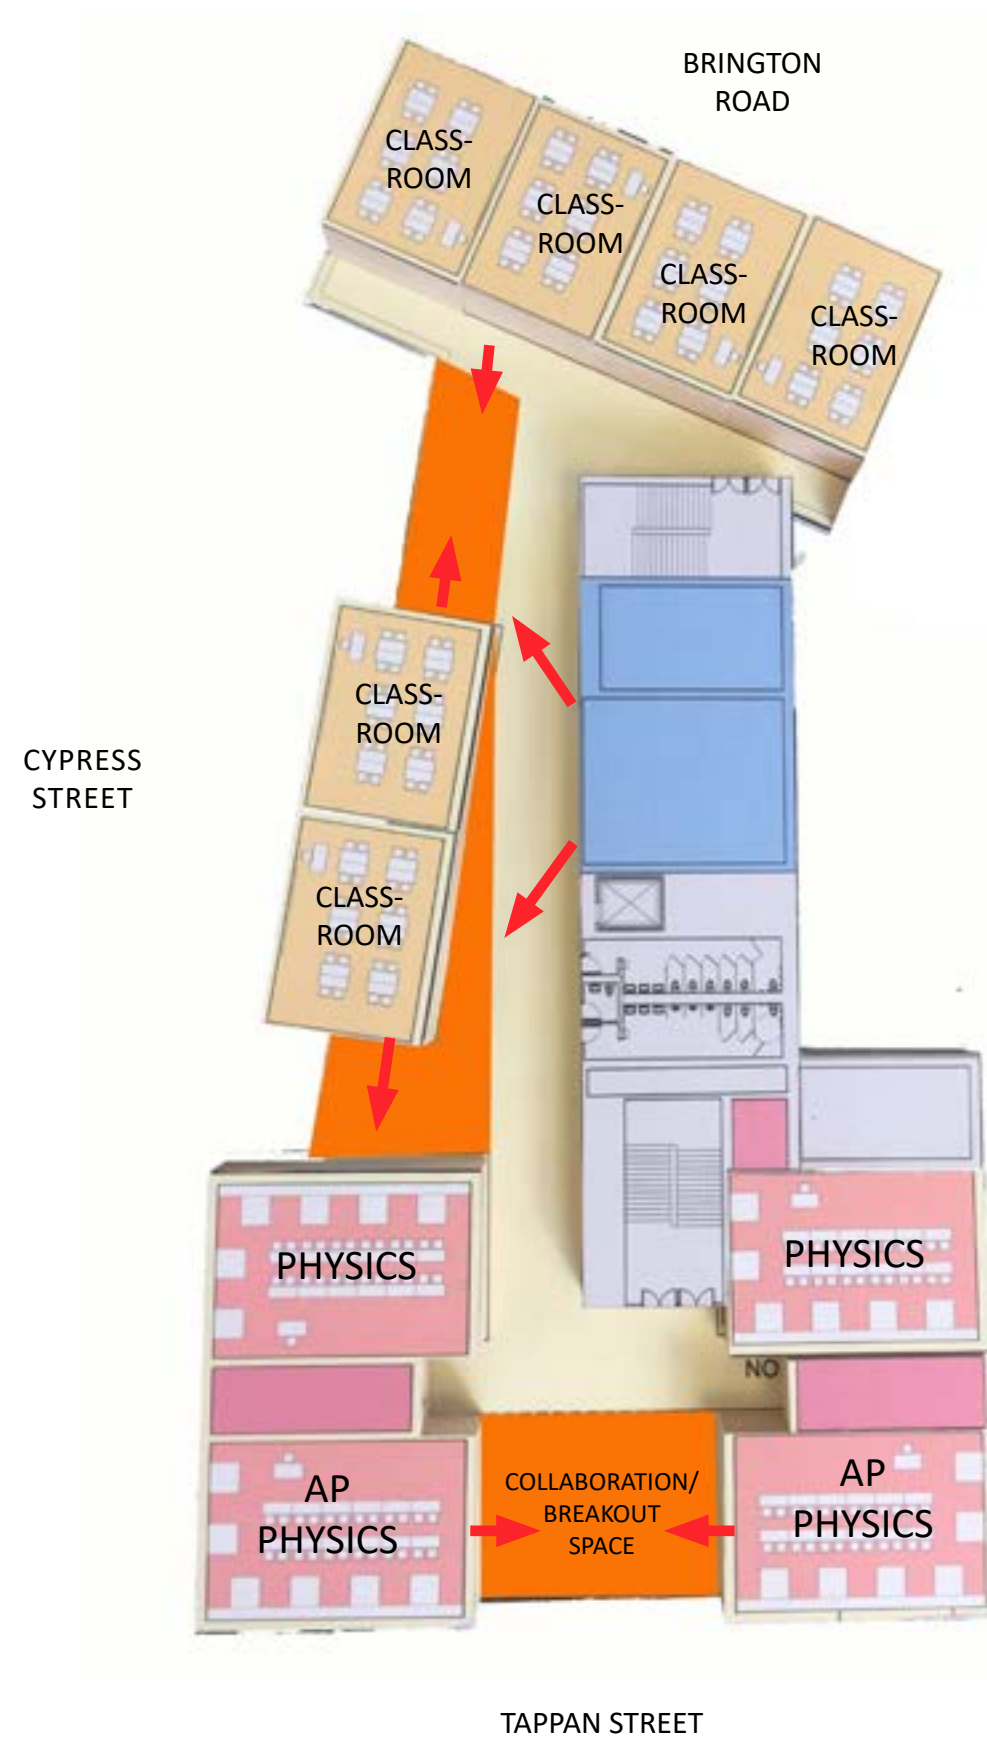 BRINGTON
ROAD
CLASS-
ROOM
CLASS-
ROOM
CLASS-
ROOM
CLASS-
ROOM
CLASS-
ROOM
CYPRESS
STREET
CLASS-
ROOM
PHYSICS
PHYSICS
NO
AP
PHYSICS
COLLABORATION/
BREAKOUT
SPACE
AP
PHYSICS
TAPPAN STREET